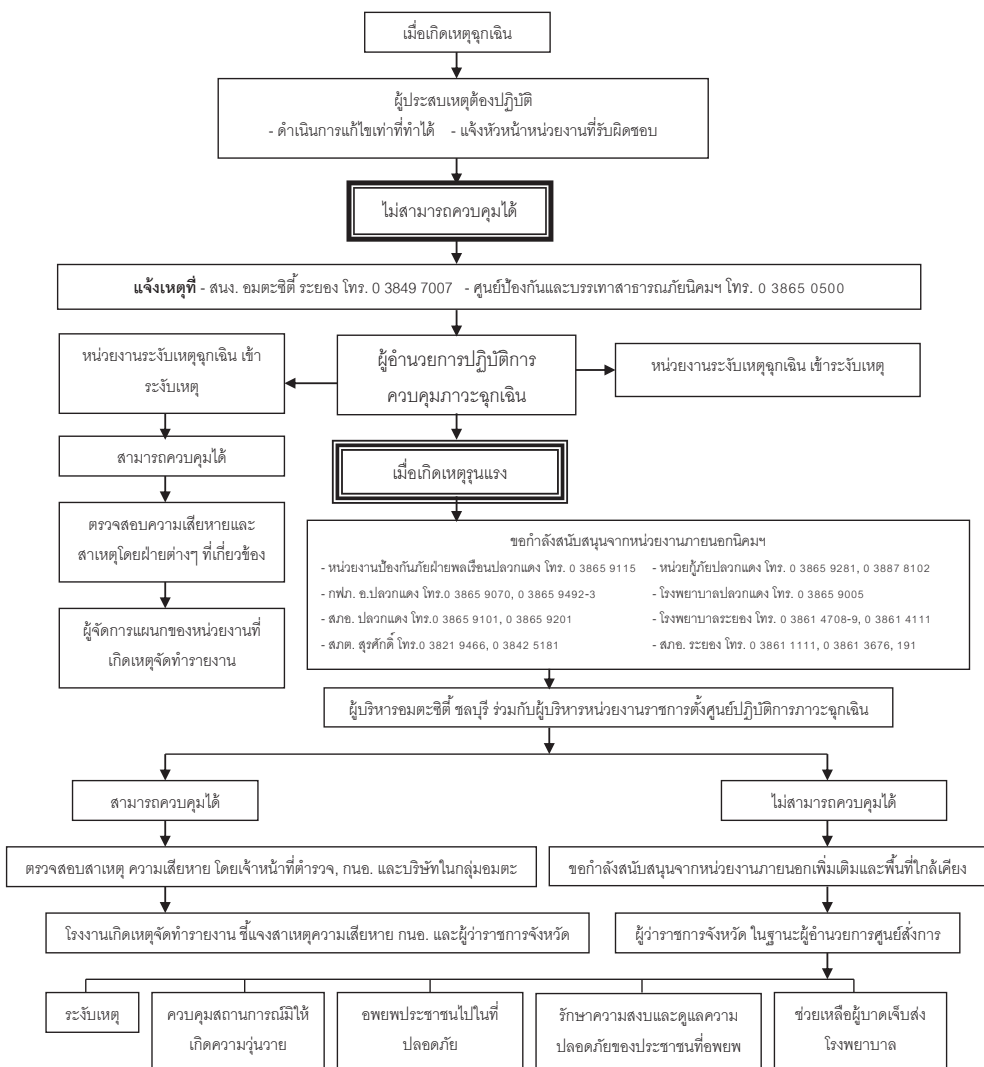 เมื่อเกิดเหตุฉุกเฉิน
ผู้ประสบเหตุต้องปฏิบัติ
- ดำเนินการแก้ไขเท่าที่ทำได้ - แจ้งหัวหน้าหน่วยงานที่รับผิดชอบ
ไม่สามารถควบคุมได้
แจ้งเหตุที่ - สนง. อมตะซิตี้ ระยอง โทร. 0 3849 7007 - ศูนย์ป้องกันและบรรเทาสาธารณภัยนิคมฯ โทร. 0 3865 0500
หน่วยงานระงับเหตุฉุกเฉิน เข้า
ระงับเหตุ
ผู้อำนวยการปฏิบัติการ
ควบคุมภาวะฉุกเฉิน
หน่วยงานระงับเหตุฉุกเฉิน เข้าระงับเหตุ
สามารถควบคุมได้
เมื่อเกิดเหตุรุนแรง
ตรวจสอบความเสียหายและ
สาเหตุโดยฝ่ายต่างๆ ที่เกี่ยวข้อง
ผู้จัดการแผนกของหน่วยงานที่
เกิดเหตุจัดทำรายงาน
ขอกำลังสนับสนุนจากหน่วยงานภายนอกนิคมฯ
- หน่วยงานป้องกันภัยฝ่ายพลเรือนปลวกแดง โทร. 0 3865 9115 - หน่วยกู้ภัยปลวกแดง โทร. 0 3865 9281, 0 3887 8102
- กฟภ. อ.ปลวกแดง โทร.0 3865 9070, 0 3865 9492-3 - โรงพยาบาลปลวกแดง โทร. 0 3865 9005
- สภอ. ปลวกแดง โทร.0 3865 9101, 0 3865 9201 - โรงพยาบาลระยอง โทร. 0 3861 4708-9, 0 3861 4111
- สภต. สุรศักดิ์ โทร.0 3821 9466, 0 3842 5181 - สภอ. ระยอง โทร. 0 3861 1111, 0 3861 3676, 191
ผู้บริหารอมตะซิตี้ ชลบุรี ร่วมกับผู้บริหารหน่วยงานราชการตั้งศูนย์ปฏิบัติการภาวะฉุกเฉิน
สามารถควบคุมได้
ไม่สามารถควบคุมได้
ตรวจสอบสาเหตุ ความเสียหาย โดยเจ้าหน้าที่ตำรวจ, กนอ. และบริษัทในกลุ่มอมตะ
ขอกำลังสนับสนุนจากหน่วยงานภายนอกเพิ่มเติมและพื้นที่ใกล้เคียง
โรงงานเกิดเหตุจัดทำรายงาน ชี้แจงสาเหตุความเสียหาย กนอ. และผู้ว่าราชการจังหวัด
ผู้ว่าราชการจังหวัด ในฐานะผู้อำนวยการศูนย์สั่งการ
ระงับเหตุ
ควบคุมสถานการณ์มิให้
เกิดความวุ่นวาย
อพยพประชาชนไปในที่
ปลอดภัย
รักษาความสงบและดูแลความ
ปลอดภัยของประชาชนที่อพยพ
ช่วยเหลือผู้บาดเจ็บส่ง
โรงพยาบาล